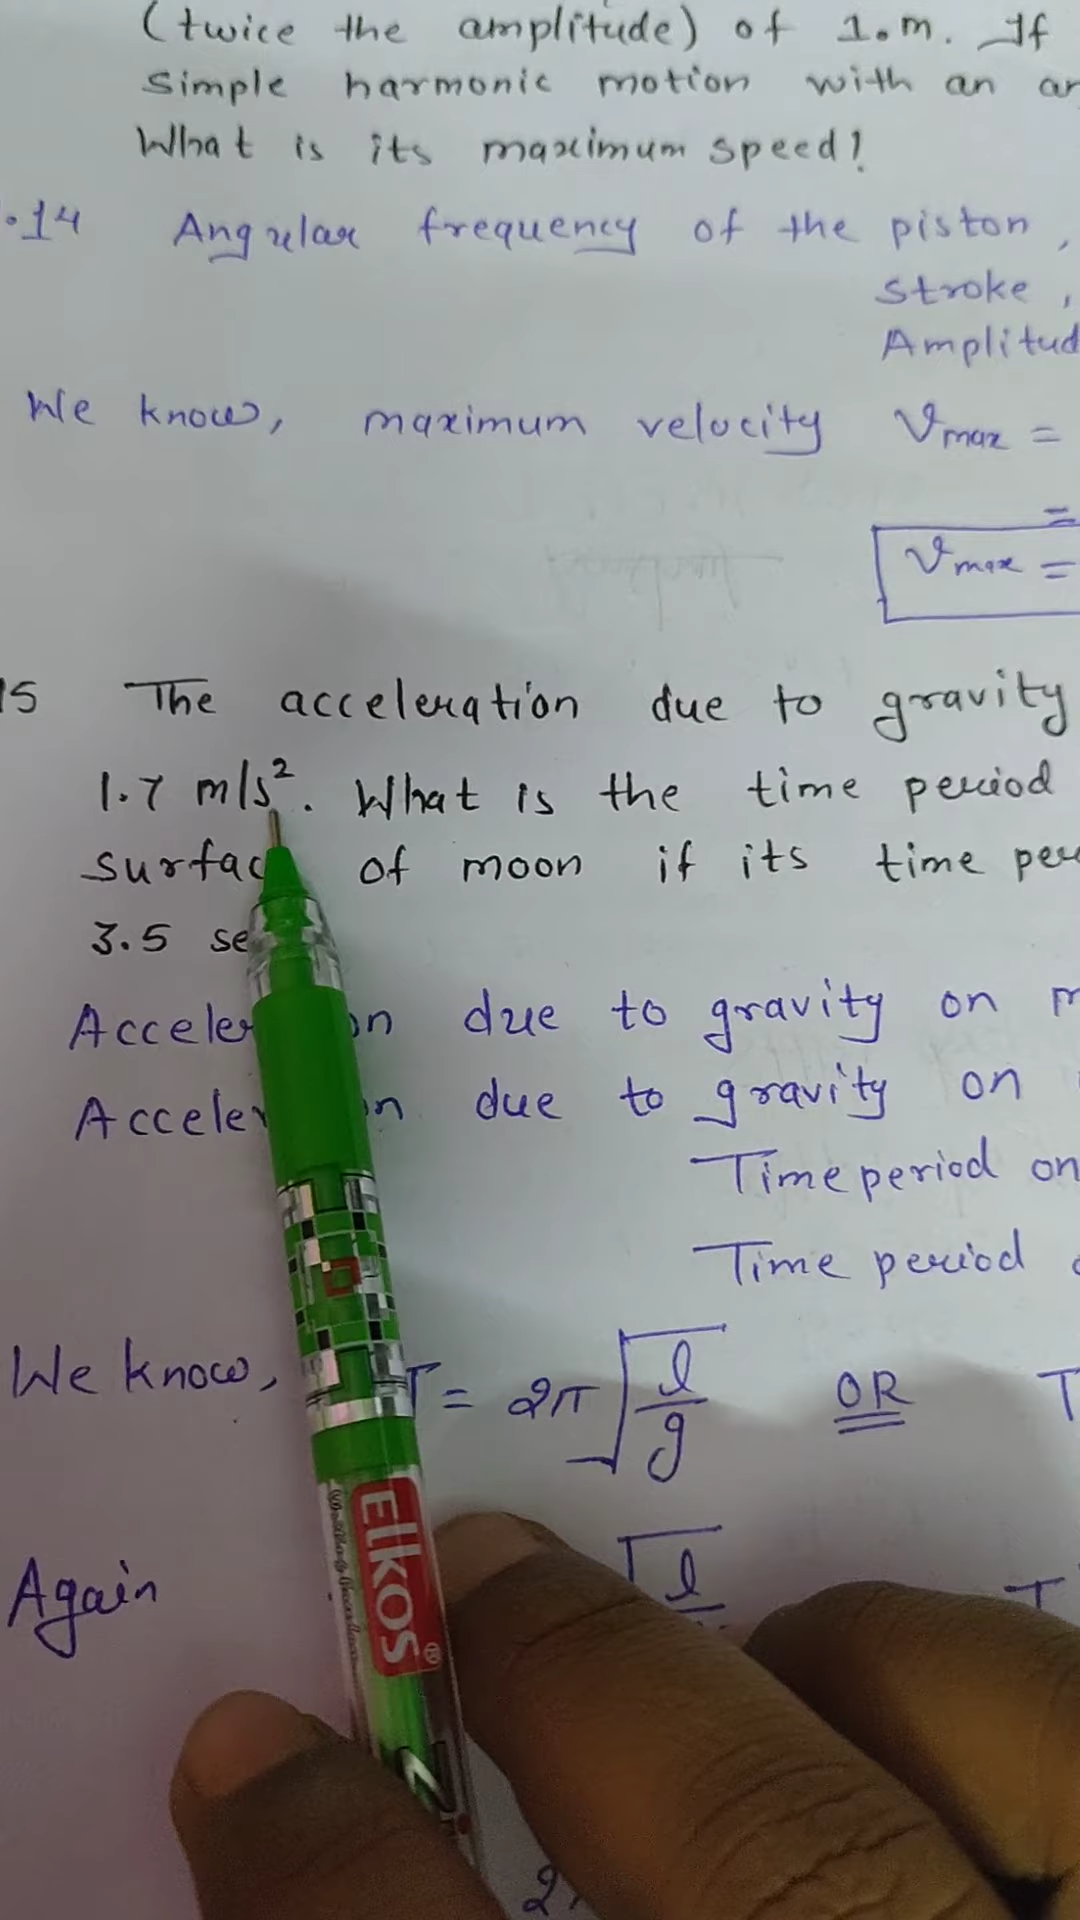 (twice the amplitude) of 1.m. If
Simple harmonic motion with an
What is its maximum speed?
.14 Angular frequency of the piston,
Stroke,
Amplitud
We know, maximum velocity Vmax =
=
Vmax =
15 The acceleration due to gravity
1.7 m/s². What is the time period
surfac of moon if its time per
3.5 se
Acceler on due to gravity on m
Acceler on due to gravity on
Time period on
Time period
We know, T = 2π √l/g OR T
Again √l T
ELKOS
2